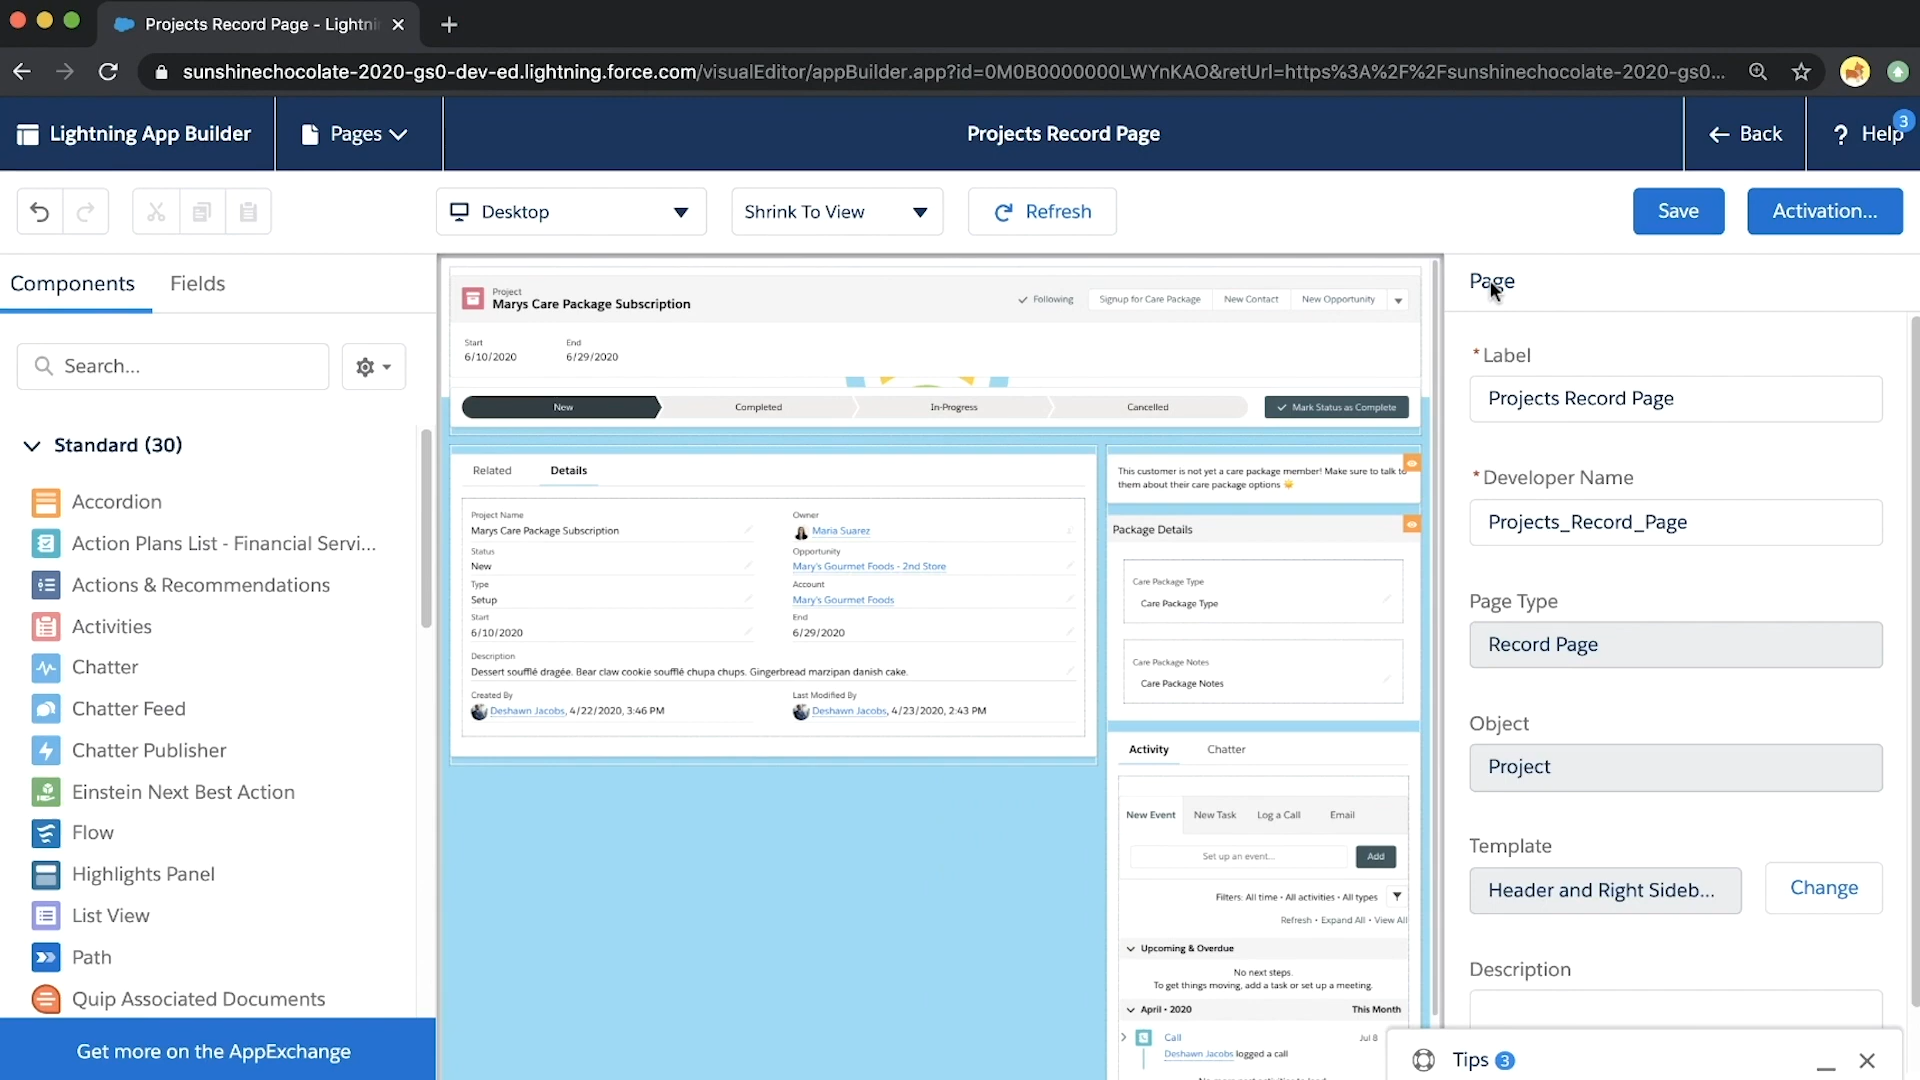 Projects Record Page - Lightni
sunshinechocolate-2020-gs0-dev-ed.lightning.force.com/visualEditor/appBuilder.app?id=0M0B0000000LWYnKAO&retUrl=https%3A%2F%2Fsunshinechocolate-2020-gs0...
Lightning App Builder
Pages
Projects Record Page
Back
? Help
3
Desktop
Shrink To View
Refresh
Save
Activation...
Components
Fields
Search...
Standard (30)
Accordion
Action Plans List - Financial Servi...
Actions & Recommendations
Activities
Chatter
Chatter Feed
Chatter Publisher
Einstein Next Best Action
Flow
Highlights Panel
List View
Path
Quip Associated Documents
Get more on the AppExchange
Project
Marys Care Package Subscription
Following
Signup for Care Package
New Contact
New Opportunity
Start
End
6/10/2020
6/29/2020
New
Completed
In-Progress
Cancelled
Mark Status as Complete
Related
Details
Project Name
Owner
Marys Care Package Subscription
Maria Suarez
Status
Opportunity
New
Mary's Gourmet Foods - 2nd Store
Type
Account
Setup
Mary's Gourmet Foods
Start
End
6/10/2020
6/29/2020
Description
Dessert soufflé dragée. Bear claw cookie soufflé chupa chups. Gingerbread marzipan danish cake.
Created By
Last Modified By
Deshawn Jacobs, 4/22/2020, 3:46 PM
Deshawn Jacobs, 4/23/2020, 2:43 PM
This customer is not yet a care package member! Make sure to talk to
them about their care package options
Package Details
Care Package Type
Care Package Type
Care Package Notes
Care Package Notes
Activity
Chatter
New Event
New Task
Log a Call
Email
Set up an event...
Add
Filters: All time • All activities • All types
Refresh • Expand All • View All
Upcoming & Overdue
No next steps.
To get things moving, add a task or set up a meeting.
April • 2020
This Month
Call
Jul 8
Deshawn Jacobs logged a call
Page
*Label
Projects Record Page
*Developer Name
Projects_Record_Page
Page Type
Record Page
Object
Project
Template
Header and Right Sideb...
Change
Description
Tips 3